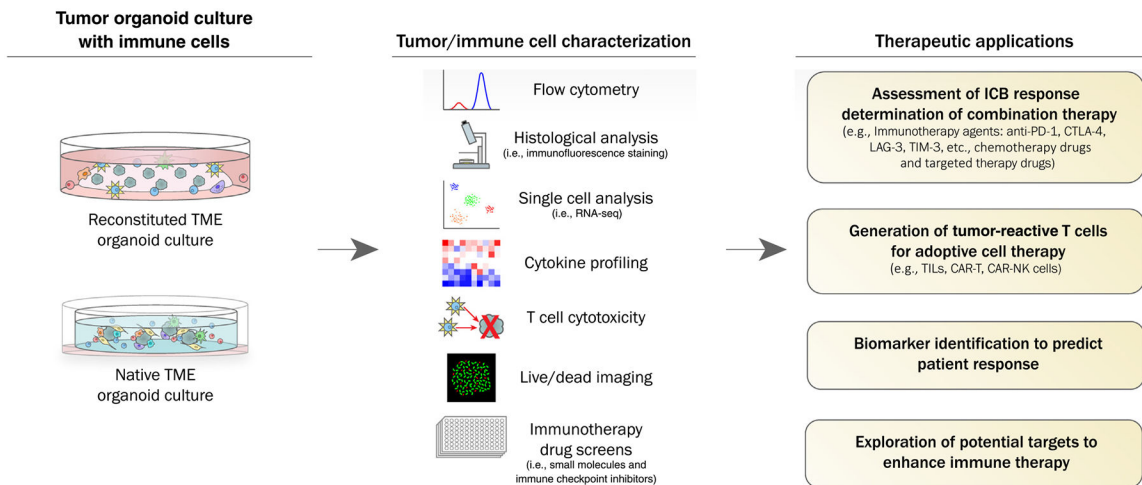 Tumor organoid culture
with immune cells
Reconstituted TME
organoid culture
Native TME
organoid culture
Tumor/immune cell characterization
Flow cytometry
Histological analysis
(i.e., immunofluorescence staining)
Single cell analysis
(i.e., RNA-seq)
Cytokine profiling
T cell cytotoxicity
Live/dead imaging
Immunotherapy
drug screens
(i.e., small molecules and
immune checkpoint inhibitors)
Therapeutic applications
Assessment of ICB response
determination of combination therapy
(e.g., Immunotherapy agents: anti-PD-1, CTLA-4,
LAG-3, TIM-3, etc., chemotherapy drugs
and targeted therapy drugs)
Generation of tumor-reactive T cells
for adoptive cell therapy
(e.g., TILs, CAR-T, CAR-NK cells)
Biomarker identification to predict
patient response
Exploration of potential targets to
enhance immune therapy